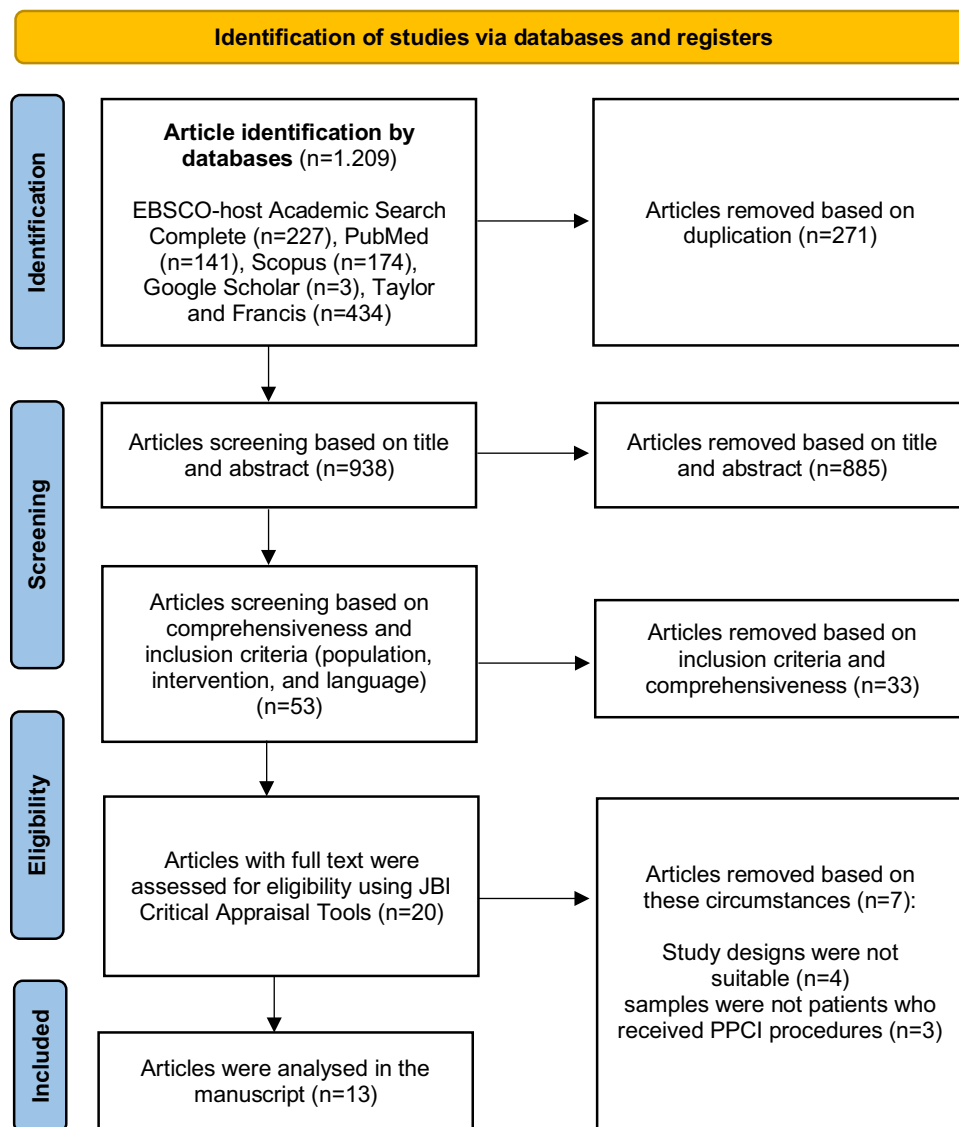 Identification of studies via databases and registers
Identification
Article identification by
databases (n=1.209)
EBSCO-host Academic Search
Complete (n=227), PubMed
(n=141), Scopus (n=174),
Google Scholar (n=3), Taylor
and Francis (n=434)
Articles removed based on
duplication (n=271)
Screening
Articles screening based on title
and abstract (n=938)
Articles removed based on title
and abstract (n=885)
Articles screening based on
comprehensiveness and
inclusion criteria (population,
intervention, and language)
(n=53)
Articles removed based on
inclusion criteria and
comprehensiveness (n=33)
Eligibility
Articles with full text were
assessed for eligibility using JBI
Critical Appraisal Tools (n=20)
Articles removed based on
these circumstances (n=7):
Study designs were not
suitable (n=4)
samples were not patients who
received PPCI procedures (n=3)
Included
Articles were analysed in the
manuscript (n=13)